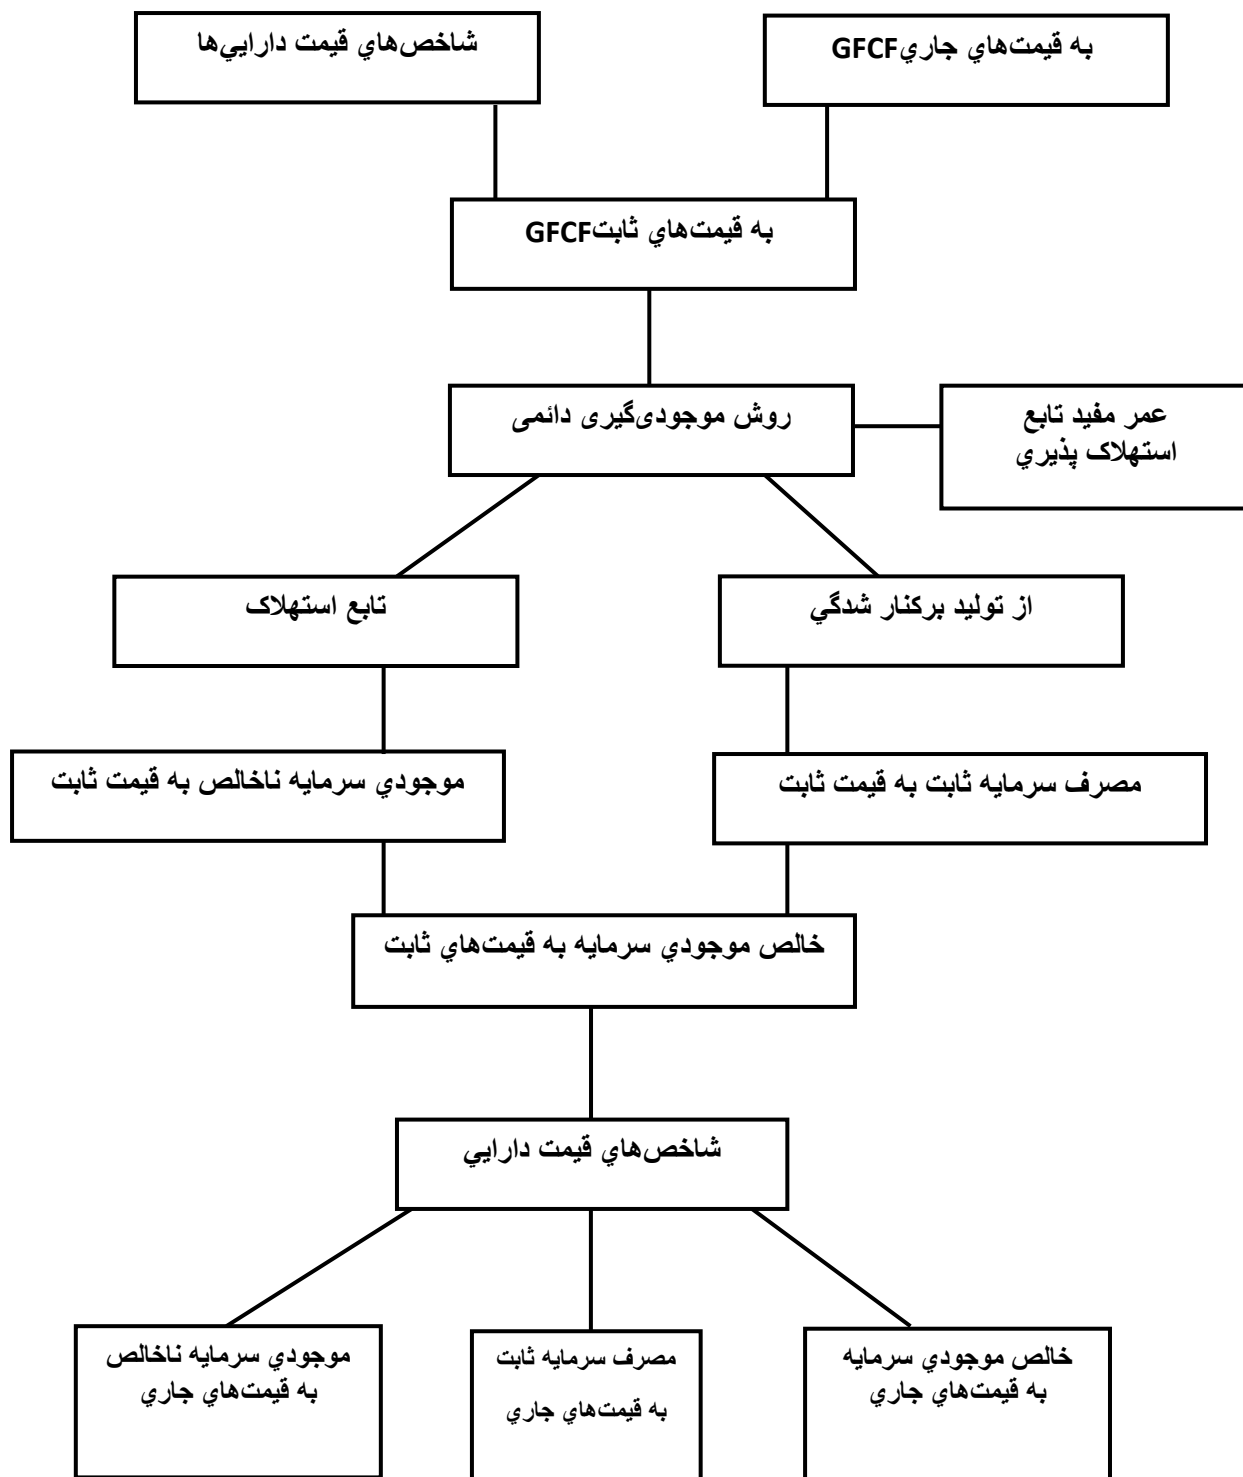 به قيمت‌هاي جاريGFCF
شاخص‌هاي قيمت دارايي‌ها
به قيمت‌هاي ثابتGFCF
روش موجودی‌گیری دائمی
عمر مفيد تابع
استهلاک پذيري
از توليد برکنار شدگي
تابع استهلاک
مصرف سرمايه ثابت به قيمت ثابت
موجودي سرمايه ناخالص به قيمت ثابت
خالص موجودي سرمايه به قيمت‌هاي ثابت
شاخص‌هاي قيمت دارايي
خالص موجودي سرمايه
به قيمت‌هاي جاري
مصرف سرمايه ثابت
به قيمت‌هاي جاري
موجودي سرمايه ناخالص
به قيمت‌هاي جاري